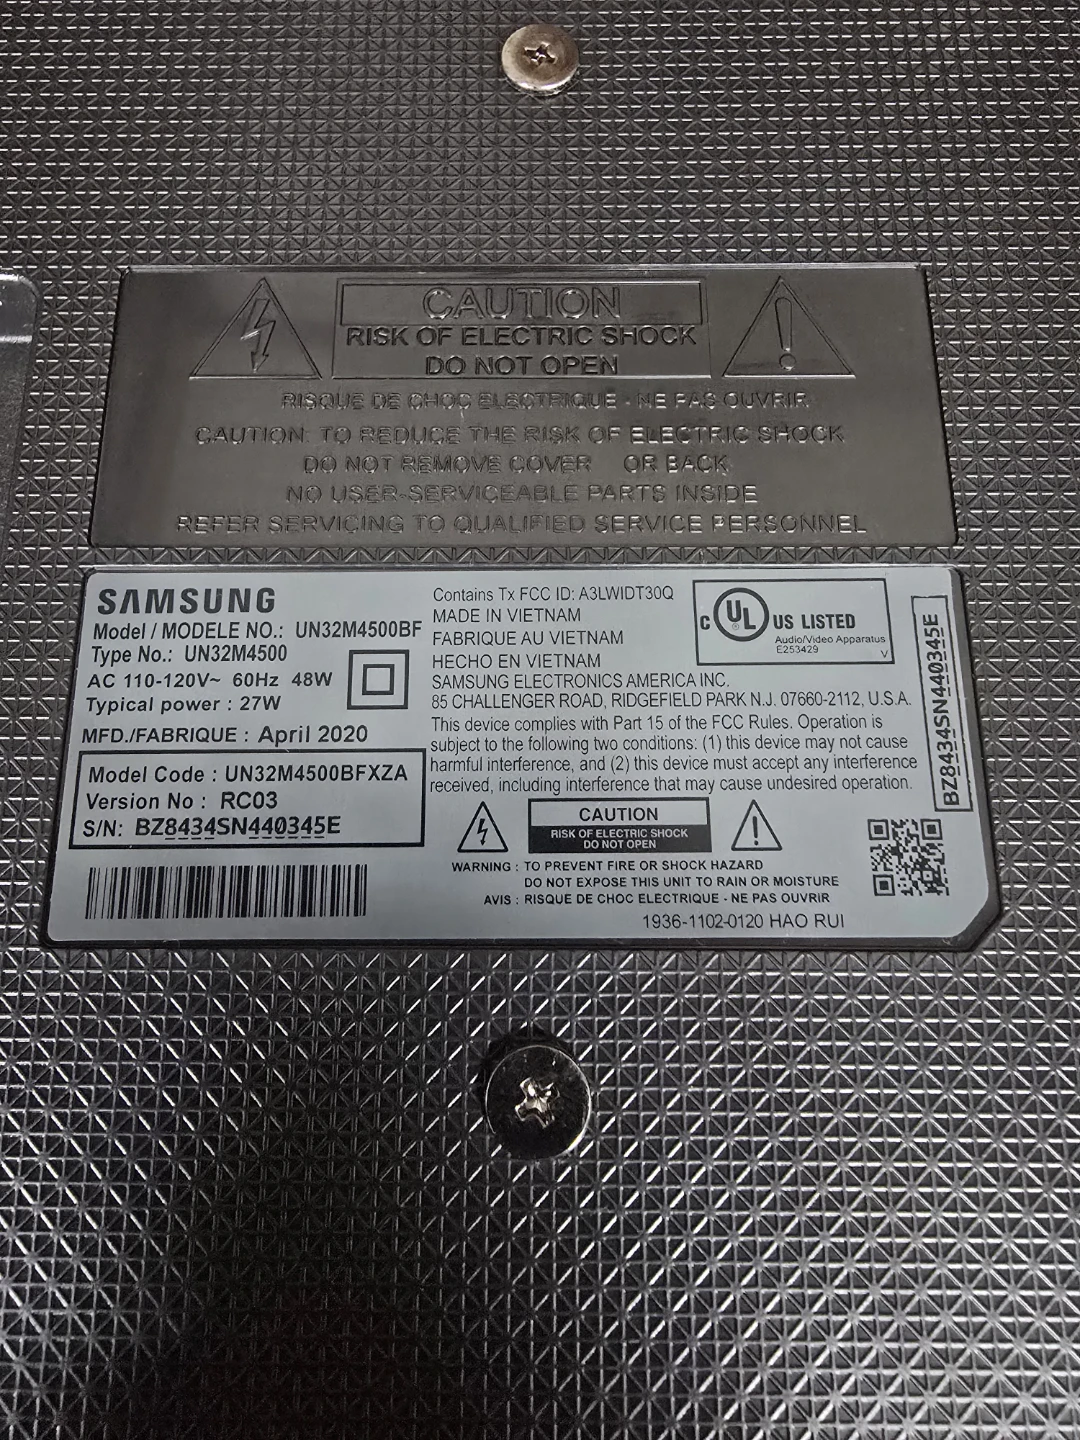 CAUTION
RISK OF ELECTRIC SHOCK
DO NOT OPEN
RISQUE DE CHOC ELECTRIQUE - NE PAS OUVRIR
CAUTION: TO REDUCE THE RISK OF ELECTRIC SHOCK
DO NOT REMOVE COVER OR BACK
NO USER-SERVICEABLE PARTS INSIDE
REFER SERVICING TO QUALIFIED SERVICE PERSONNEL
SAMSUNG
Model / MODELE NO.: UN32M4500BF
Type No.: UN32M4500
AC 110-120V~ 60Hz 48W
Typical power : 27W
MFD./FABRIQUE : April 2020
Model Code : UN32M4500BFXZA
Version No : RC03
S/N: BZ8434SN440345E
Contains Tx FCC ID: A3LWIDT30Q
MADE IN VIETNAM
FABRIQUE AU VIETNAM
HECHO EN VIETNAM
SAMSUNG ELECTRONICS AMERICA INC.
85 CHALLENGER ROAD, RIDGEFIELD PARK N.J. 07660-2112, U.S.A.
This device complies with Part 15 of the FCC Rules. Operation is
subject to the following two conditions: (1) this device may not cause
harmful interference, and (2) this device must accept any interference
received, including interference that may cause undesired operation.
CAUTION
RISK OF ELECTRIC SHOCK
DO NOT OPEN
WARNING : TO PREVENT FIRE OR SHOCK HAZARD
DO NOT EXPOSE THIS UNIT TO RAIN OR MOISTURE
AVIS : RISQUE DE CHOC ELECTRIQUE - NE PAS OUVRIR
1936-1102-0120 HAO RUI
C UL US LISTED
Audio/Video Apparatus
E253429
V
BZ8434SN440345E